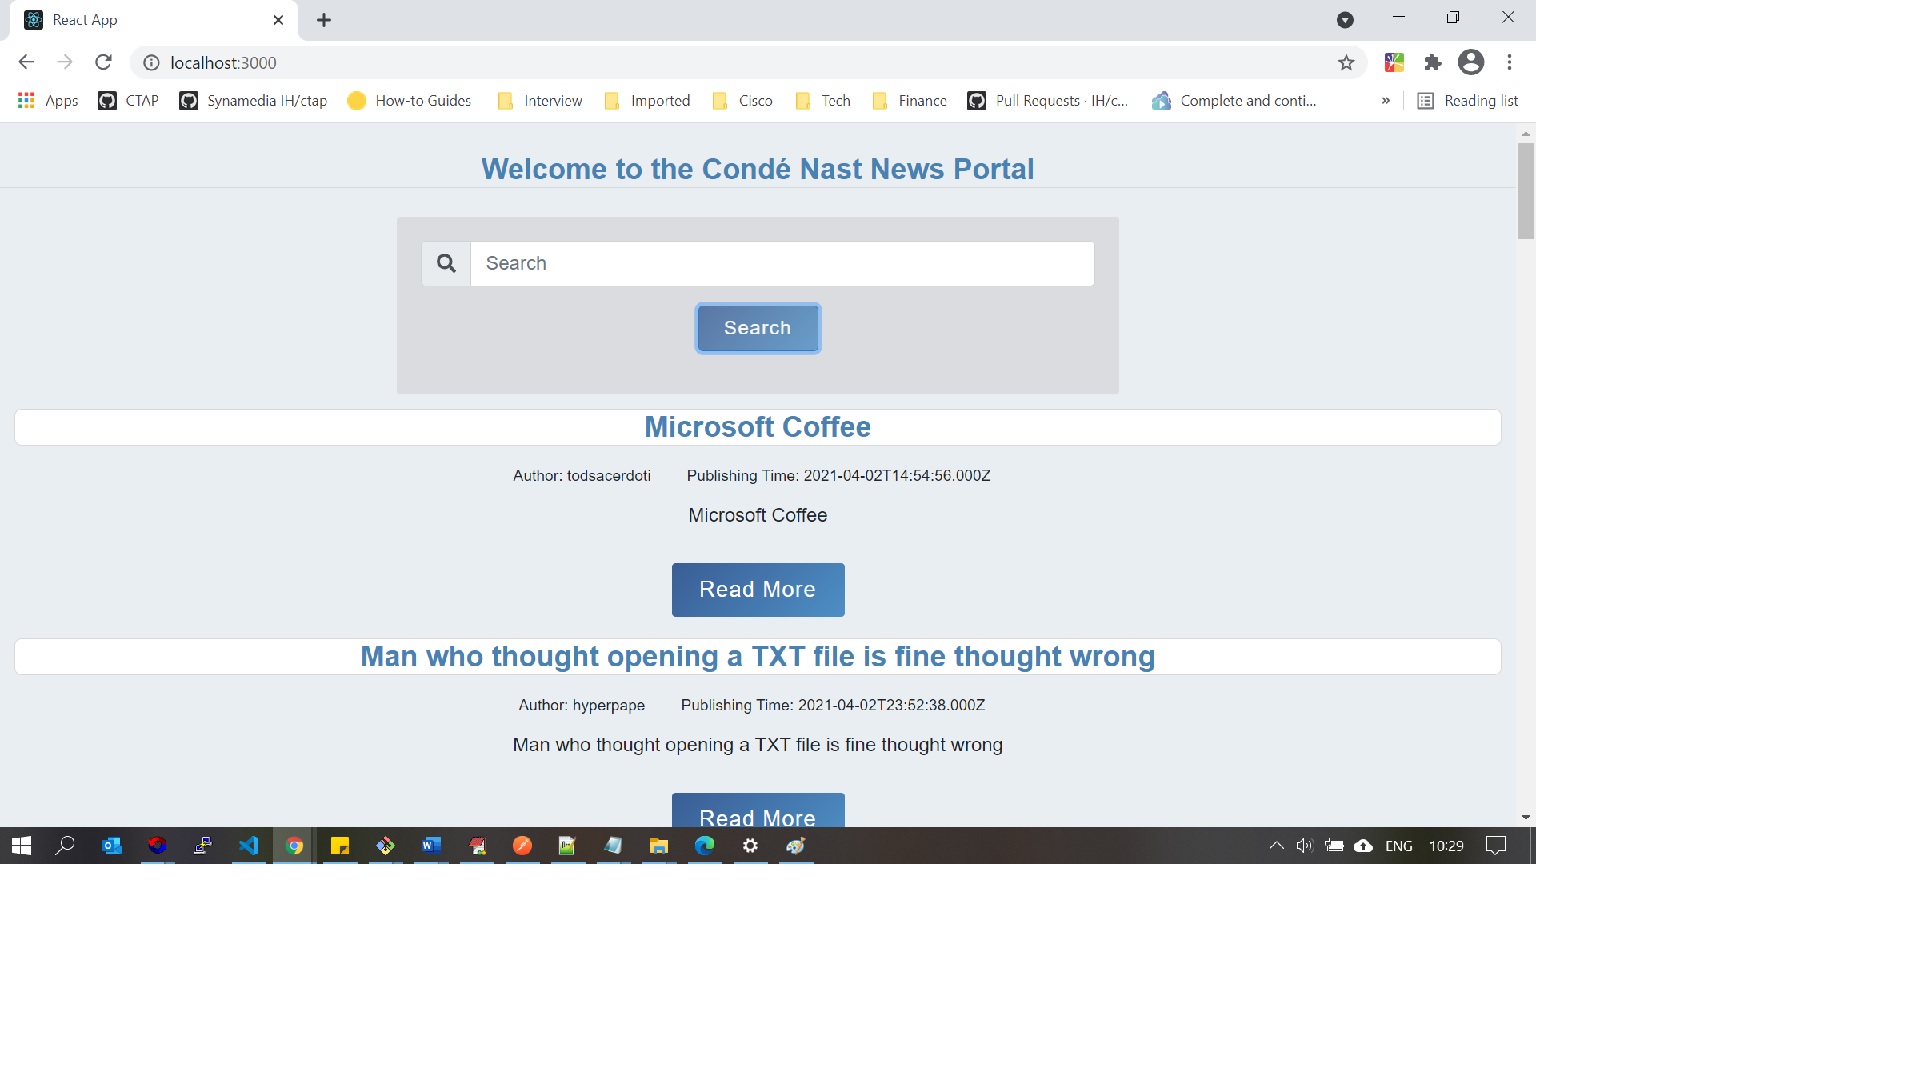 React App
localhost:3000
Apps CTAP Synamedia IH/ctap How-to Guides Interview Imported Cisco Tech Finance Pull Requests · IH/c... Complete and conti... » Reading list
Welcome to the Condé Nast News Portal
Search
Search
Microsoft Coffee
Author: todsacerdoti Publishing Time: 2021-04-02T14:54:56.000Z
Microsoft Coffee
Read More
Man who thought opening a TXT file is fine thought wrong
Author: hyperpape Publishing Time: 2021-04-02T23:52:38.000Z
Man who thought opening a TXT file is fine thought wrong
Read More
ENG 10:29